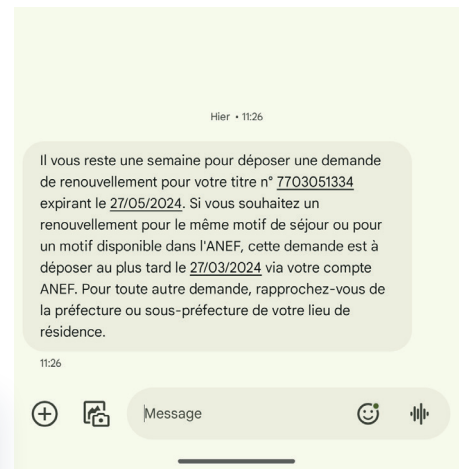 Hier • 11:26
Il vous reste une semaine pour déposer une demande
de renouvellement pour votre titre n° 7703051334
expirant le 27/05/2024. Si vous souhaitez un
renouvellement pour le même motif de séjour ou pour
un motif disponible dans l'ANEF, cette demande est à
déposer au plus tard le 27/03/2024 via votre compte
ANEF. Pour toute autre demande, rapprochez-vous de
la préfecture ou sous-préfecture de votre lieu de
résidence.
11:26
Message